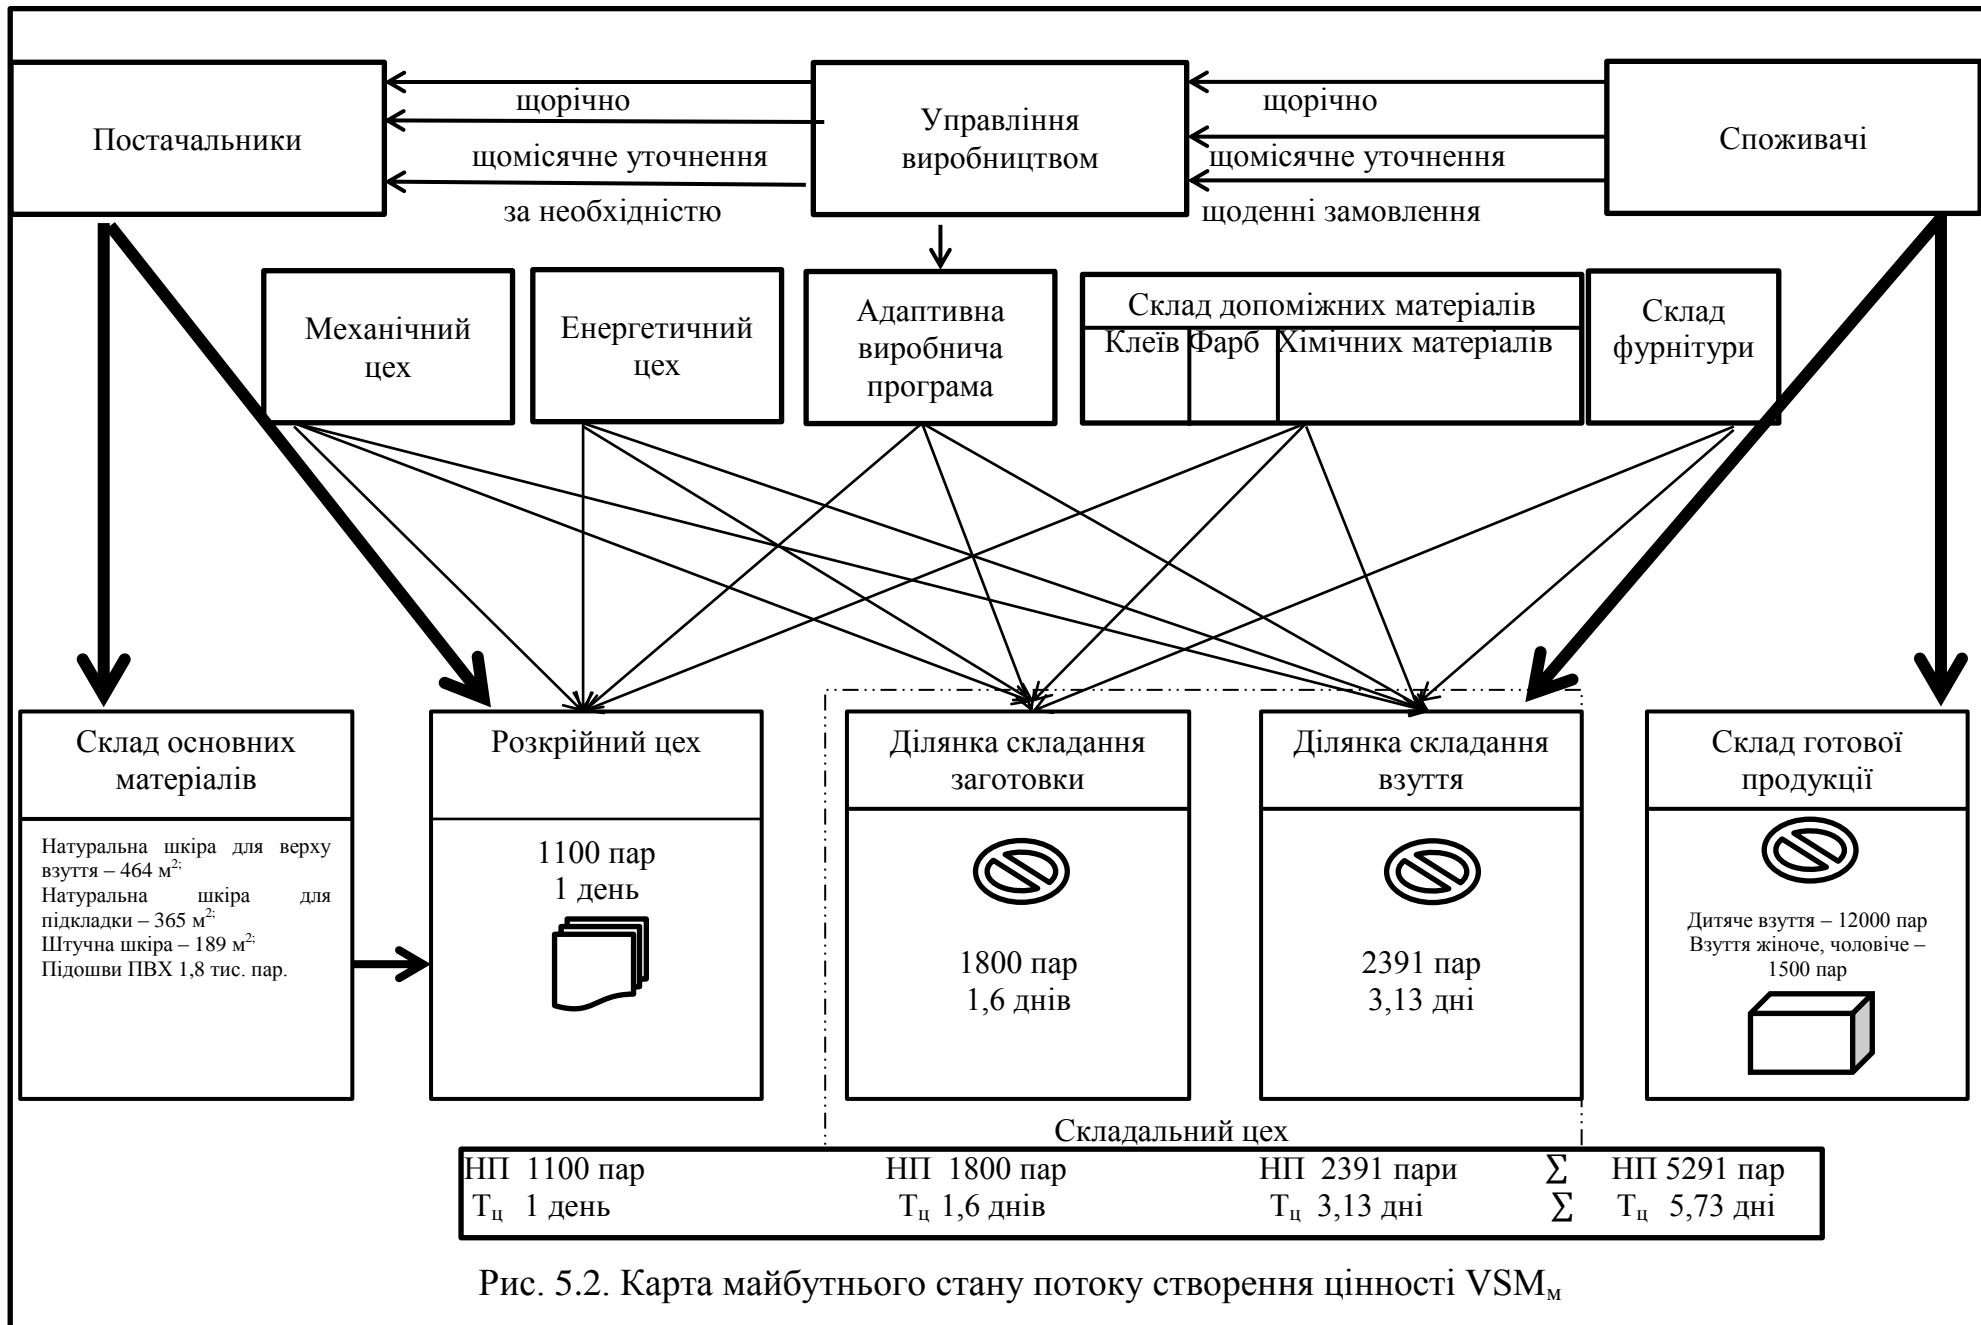 Постачальники
щорічно
щомісячне уточнення
за необхідністю
Управління
виробництвом
щорічно
щомісячне уточнення
щоденні замовлення
Споживачі
Механічний
цех
Енергетичний
цех
Адаптивна
виробнича
програма
Склад допоміжних матеріалів
Клеїв Фарб Хімічних матеріалів
Склад
фурнітури
Склад основних
матеріалів
Натуральна шкіра для верху
взуття – 464 м²;
Натуральна шкіра для
підкладки – 365 м²;
Штучна шкіра – 189 м²;
Підошви ПВХ 1,8 тис. пар.
Розкрійний цех
1100 пар
1 день
Ділянка складання
заготовки
1800 пар
1,6 днів
Ділянка складання
взуття
2391 пар
3,13 дні
Склад готової
продукції
Дитяче взуття – 12000 пар
Взуття жіноче, чоловіче –
1500 пар
Складальний цех
НП 1100 пар НП 1800 пар НП 2391 пари Σ НП 5291 пар
Тц 1 день Тц 1,6 днів Тц 3,13 дні Σ Тц 5,73 дні
Рис. 5.2. Карта майбутнього стану потоку створення цінності VSMм